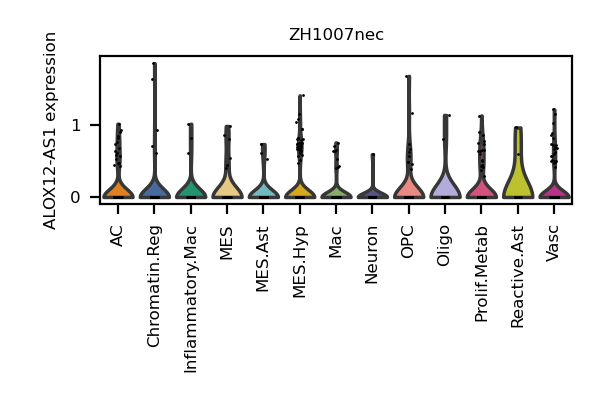 ZH1007nec
ALOX12-AS1 expression
1
0
AC
Chromatin.Reg
Inflammatory.Mac
MES
MES.Ast
MES.Hyp
Mac
Neuron
OPC
Oligo
Prolif.Metab
Reactive.Ast
Vasc